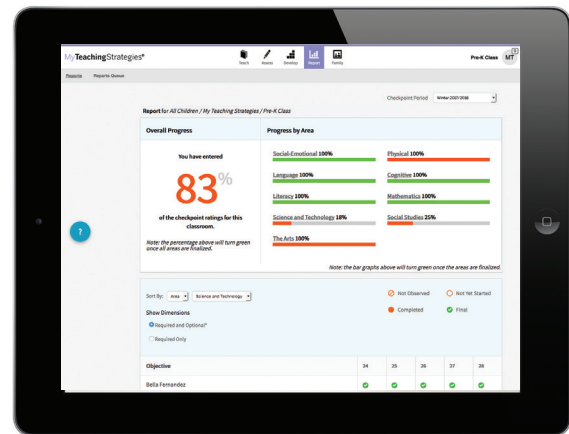 MyTeachingStrategies®
Teach Assess Develop Report Family
Pre-K Class MT
Reports Reports Queue
Checkpoint Period Winter 2017/2018
Report for All Children / My Teaching Strategies / Pre-K Class
Overall Progress
You have entered
83%
of the checkpoint ratings for this
classroom.
Note: the percentage above will turn green
once all areas are finalized.
Progress by Area
Social-Emotional 100% Physical 100%
Language 100% Cognitive 100%
Literacy 100% Mathematics 100%
Science and Technology 18% Social Studies 25%
The Arts 100%
Note: the bar graphs above will turn green once the areas are finalized.
Sort By: Area Science and Technology
Not Observed Not Yet Started
Completed Final
Show Dimensions
Required and Optional*
Required Only
Objective 24 25 26 27 28
Bella Fernandez
?